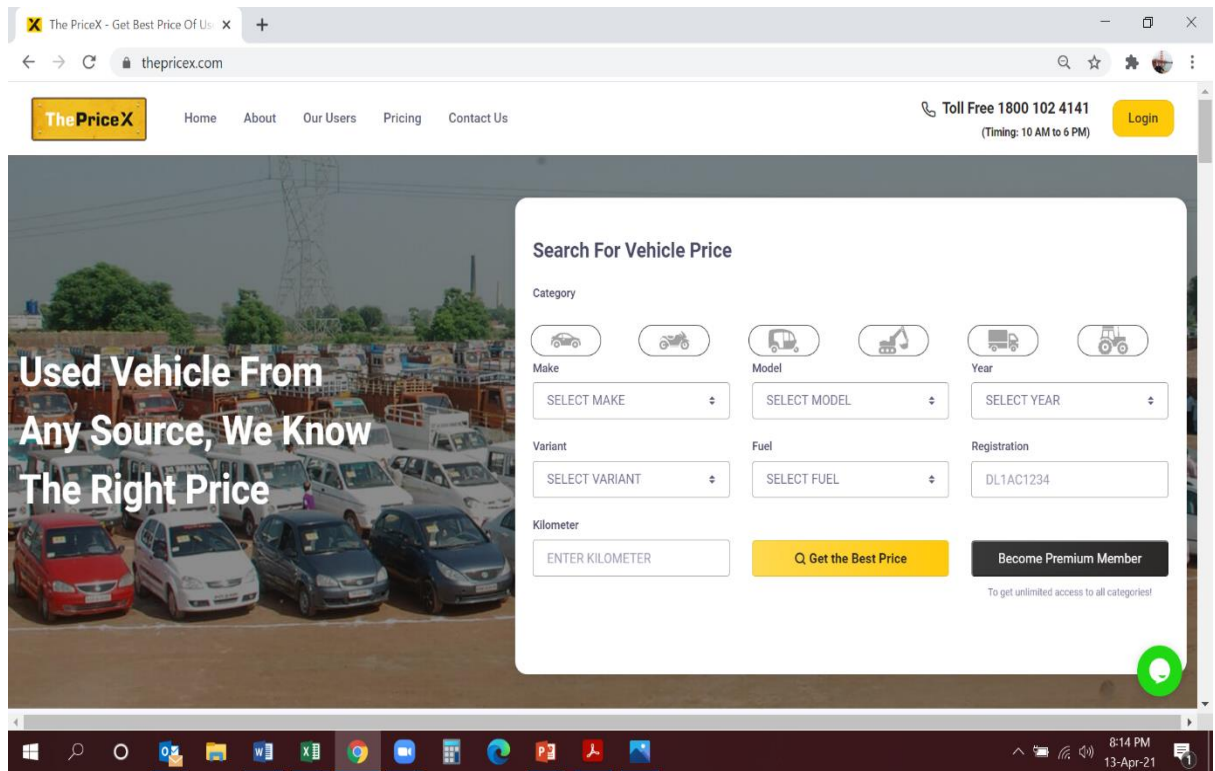 The PriceX - Get Best Price Of Us
thepricex.com
ThePriceX
Home About Our Users Pricing Contact Us
Toll Free 1800 102 4141
(Timing: 10 AM to 6 PM)
Login
Used Vehicle From
Any Source, We Know
The Right Price
Search For Vehicle Price
Category
Make Model Year
SELECT MAKE SELECT MODEL SELECT YEAR
Variant Fuel Registration
SELECT VARIANT SELECT FUEL DL1AC1234
Kilometer
ENTER KILOMETER Get the Best Price Become Premium Member
To get unlimited access to all categories!
8:14 PM
13-Apr-21
1